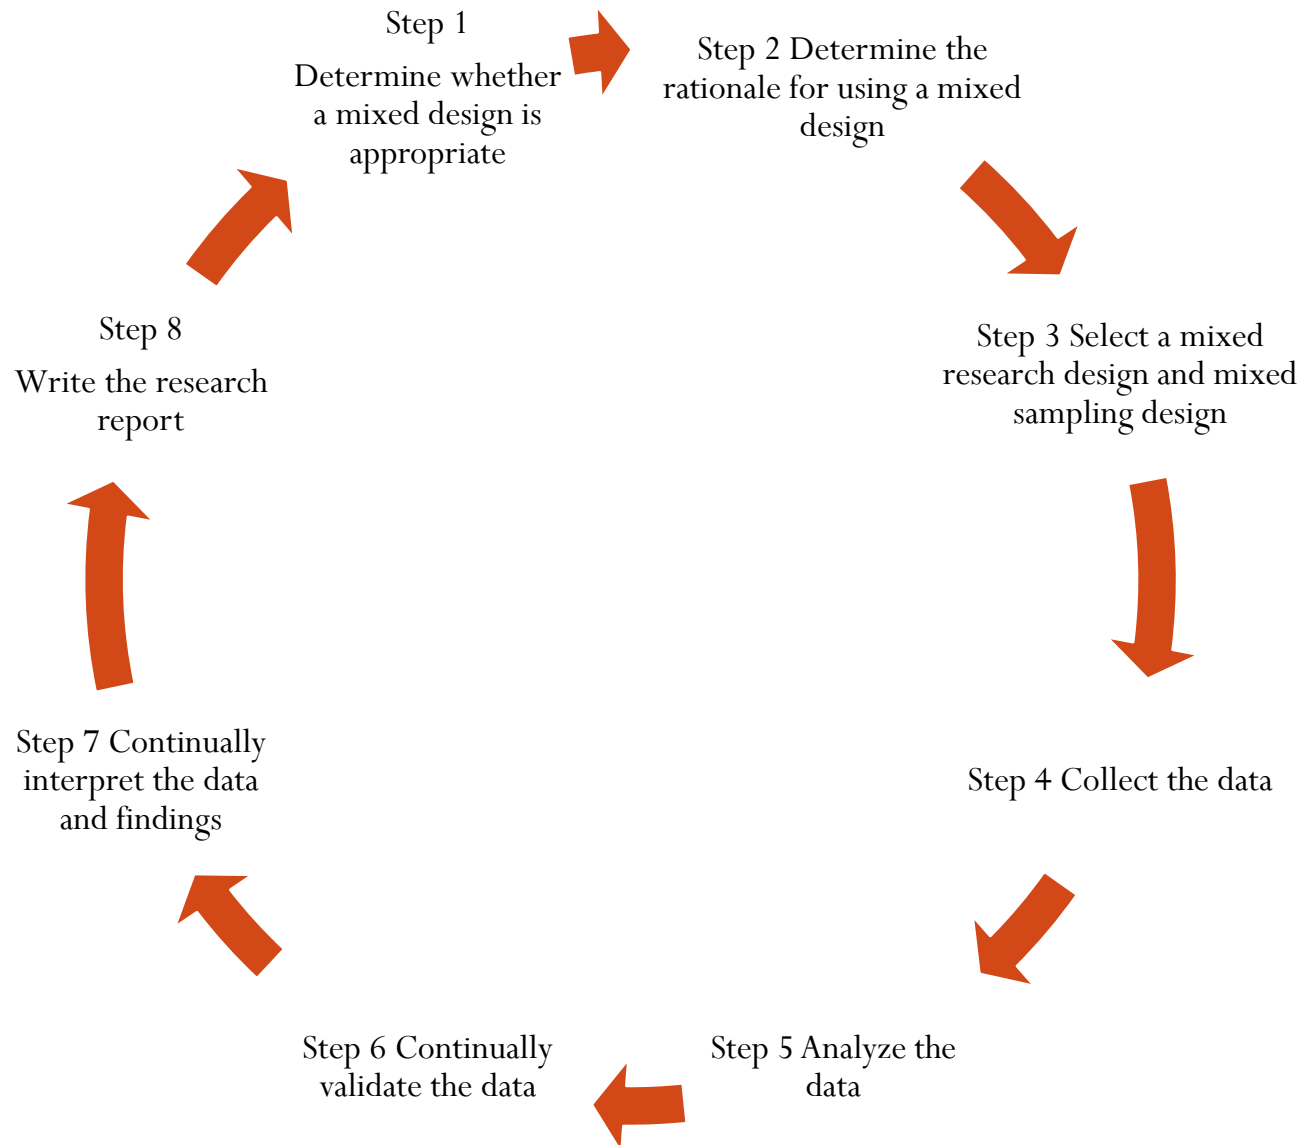 Step 1
Determine whether
a mixed design is
appropriate
Step 2 Determine the
rationale for using a mixed
design
Step 3 Select a mixed
research design and mixed
sampling design
Step 4 Collect the data
Step 5 Analyze the
data
Step 6 Continually
validate the data
Step 7 Continually
interpret the data
and findings
Step 8
Write the research
report